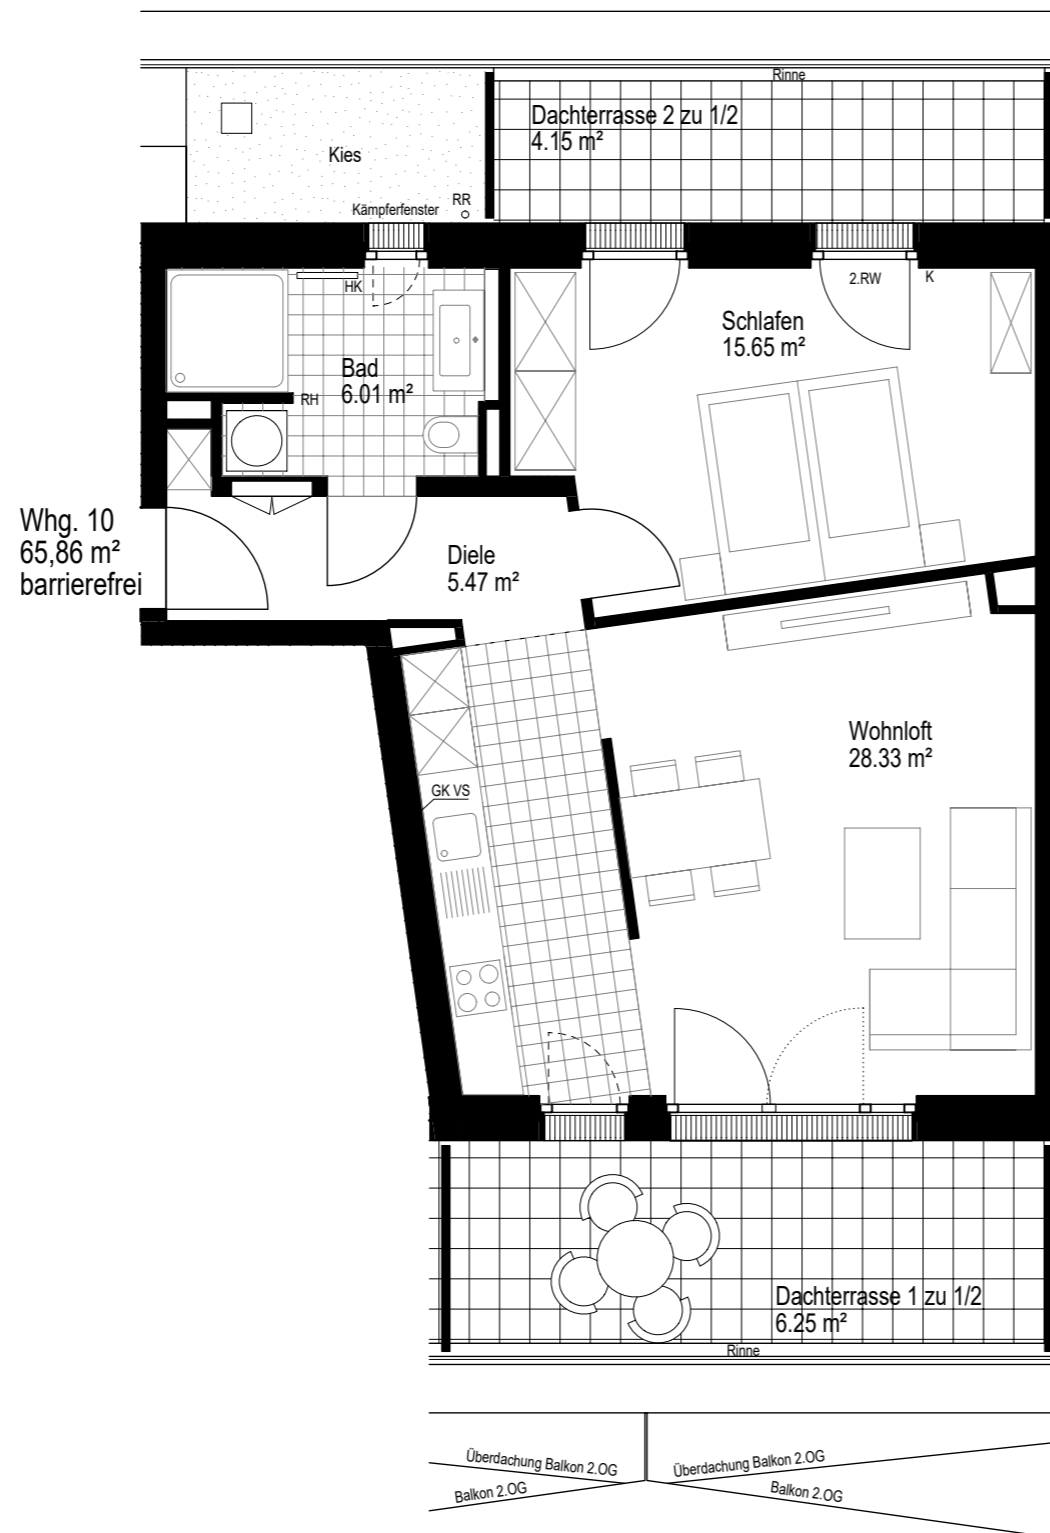 Rinne
Dachterrasse 2 zu 1/2
4.15 m²
Kies
RR
Kämpferfenster
HK
2.RW
K
Schlafen
15.65 m²
Bad
6.01 m²
RH
Whg. 10
65,86 m²
barrierefrei
Diele
5.47 m²
Wohnloft
28.33 m²
GK VS
Dachterrasse 1 zu 1/2
6.25 m²
Rinne
Überdachung Balkon 2.OG
Überdachung Balkon 2.OG
Balkon 2.OG
Balkon 2.OG